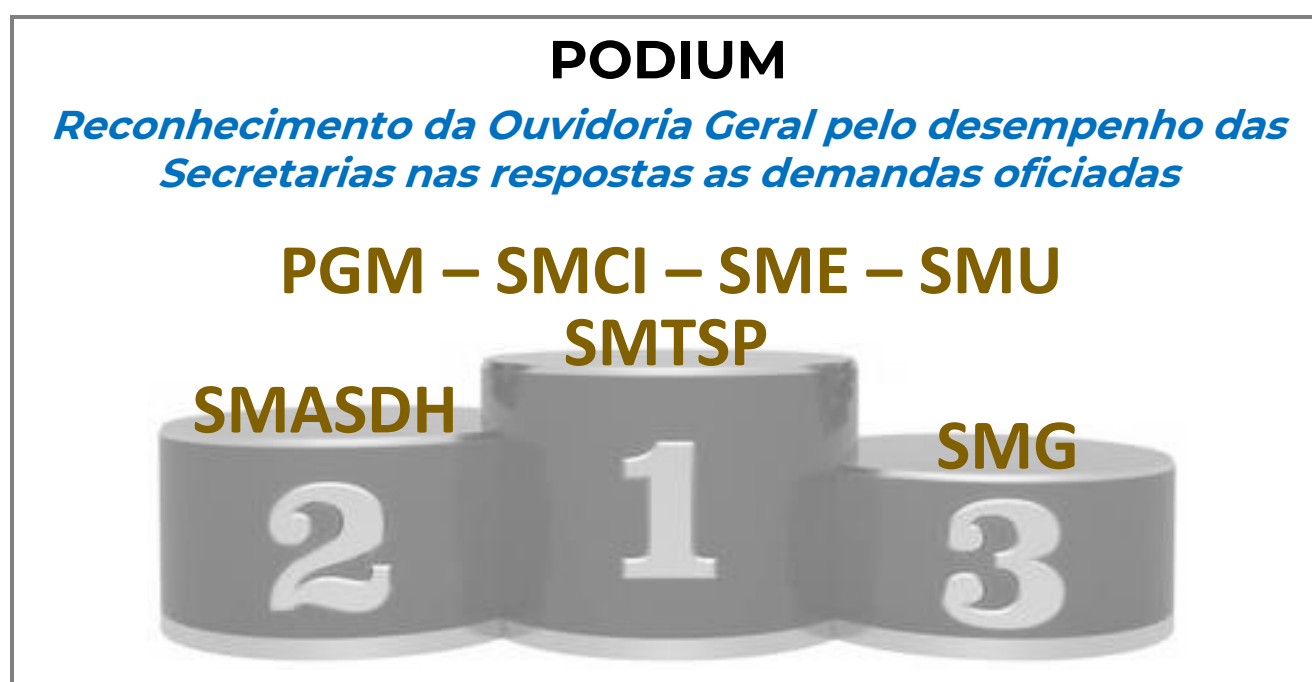 PODIUM
Reconhecimento da Ouvidoria Geral pelo desempenho das
Secretarias nas respostas as demandas oficiadas
PGM – SMCI – SME – SMU
SMTSP
SMASDH
SMG
1
2
3